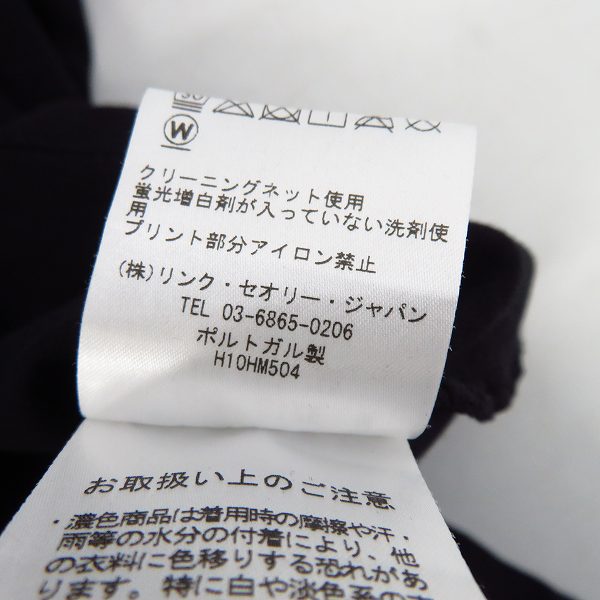 30
W
クリーニングネット使用
蛍光増白剤が入っていない洗剤使
用
プリント部分アイロン禁止
(株)リンク・セオリー・ジャパン
TEL 03-6865-0206
ポルトガル製
H10HM504
お取扱い上のご注意
・濃色商品は着用時の摩擦や汗・
雨等の水分の付着により、他
の衣料に色移りする恐れがあ
ります。特に白や淡色系の